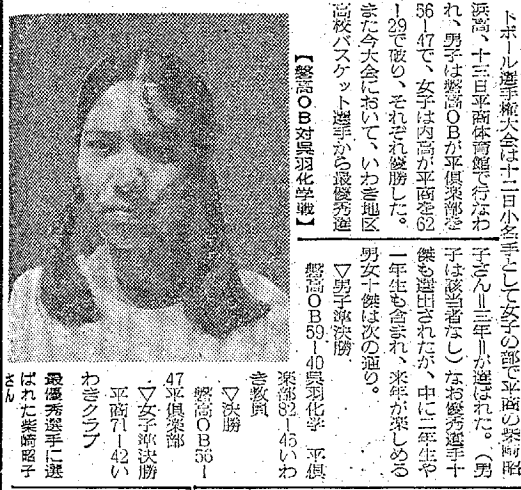 トボール選手権大会は十二日小名
浜高、十三日平商体育館で行なわ
れ、男子は磐高OBが平倶楽部を
56―47で、女子は内高が平商を62
―29で破り、それぞれ優勝した。
また今大会において、いわき地区
高校バスケット選手から最優秀選
手として女子の部で平商の柴崎昭
子さん＝三年＝が選ばれた。（男
子は該当者なし）なお優秀選手十
傑も選出されたが、中に二年生や
一年生も含まれ、来年が楽しめる
男女十傑は次の通り。
▽男子準決勝
磐高OB59―40呉羽化学　平倶
楽部82―45いわ
き教員
▽決勝
磐高OB56―
47平倶楽部
▽女子準決勝
平商71―42い
わきクラブ
【磐高OB対呉羽化学戦】
最優秀選手に選
ばれた柴崎昭子
さん